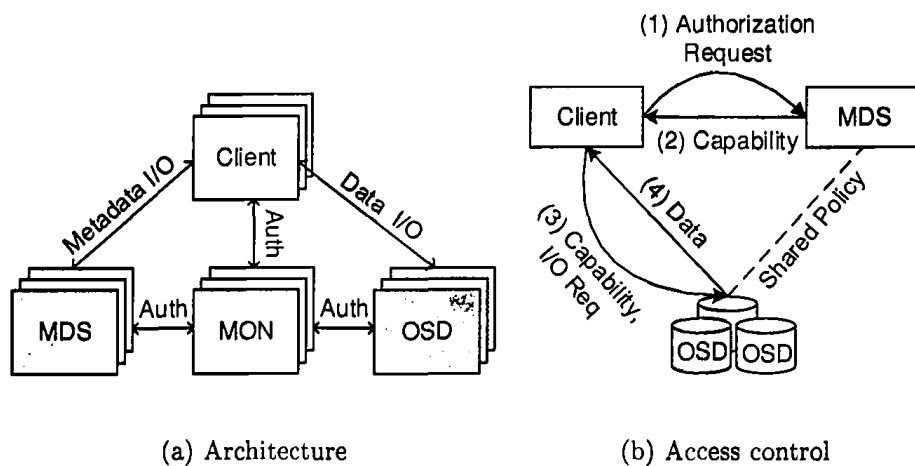 (1) Authorization
Request
Client
MDS
(2) Capability
(4) Data
(3) Capability,
I/O Req
Shared Policy
OSD
OSD
Client
Metadata I/O
Data I/O
Auth
MDS
Auth
MON
Auth
OSD
(a) Architecture
(b) Access control